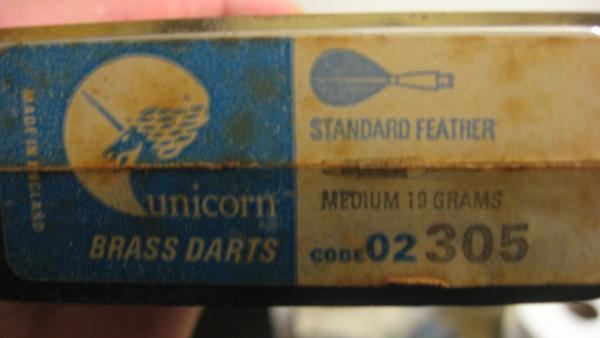 MADE IN ENGLAND
unicorn
BRASS DARTS
STANDARD FEATHER
MEDIUM 19 GRAMS
CODE 02 305